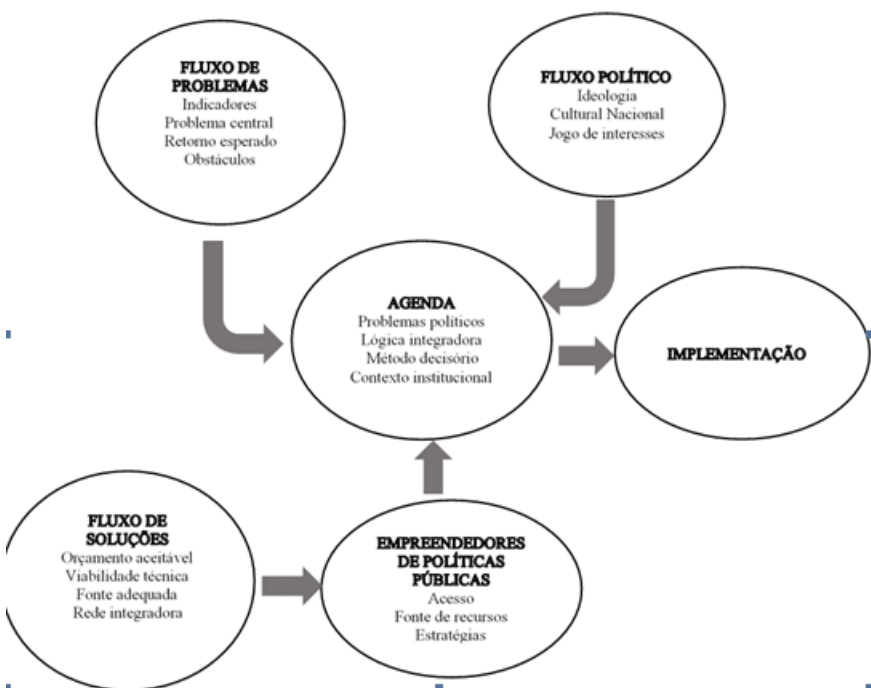 FLUXO DE
PROBLEMAS
Indicadores
Problema central
Retorno esperado
Obstáculos
FLUXO POLÍTICO
Ideologia
Cultural Nacional
Jogo de interesses
AGENDA
Problemas políticos
Lógica integradora
Método decisório
Contexto institucional
IMPLEMENTAÇÃO
FLUXO DE
SOLUÇÕES
Orçamento aceitável
Viabilidade técnica
Fonte adequada
Rede integradora
EMPREENDEDORES
DE POLÍTICAS
PÚBLICAS
Acesso
Fonte de recursos
Estratégias